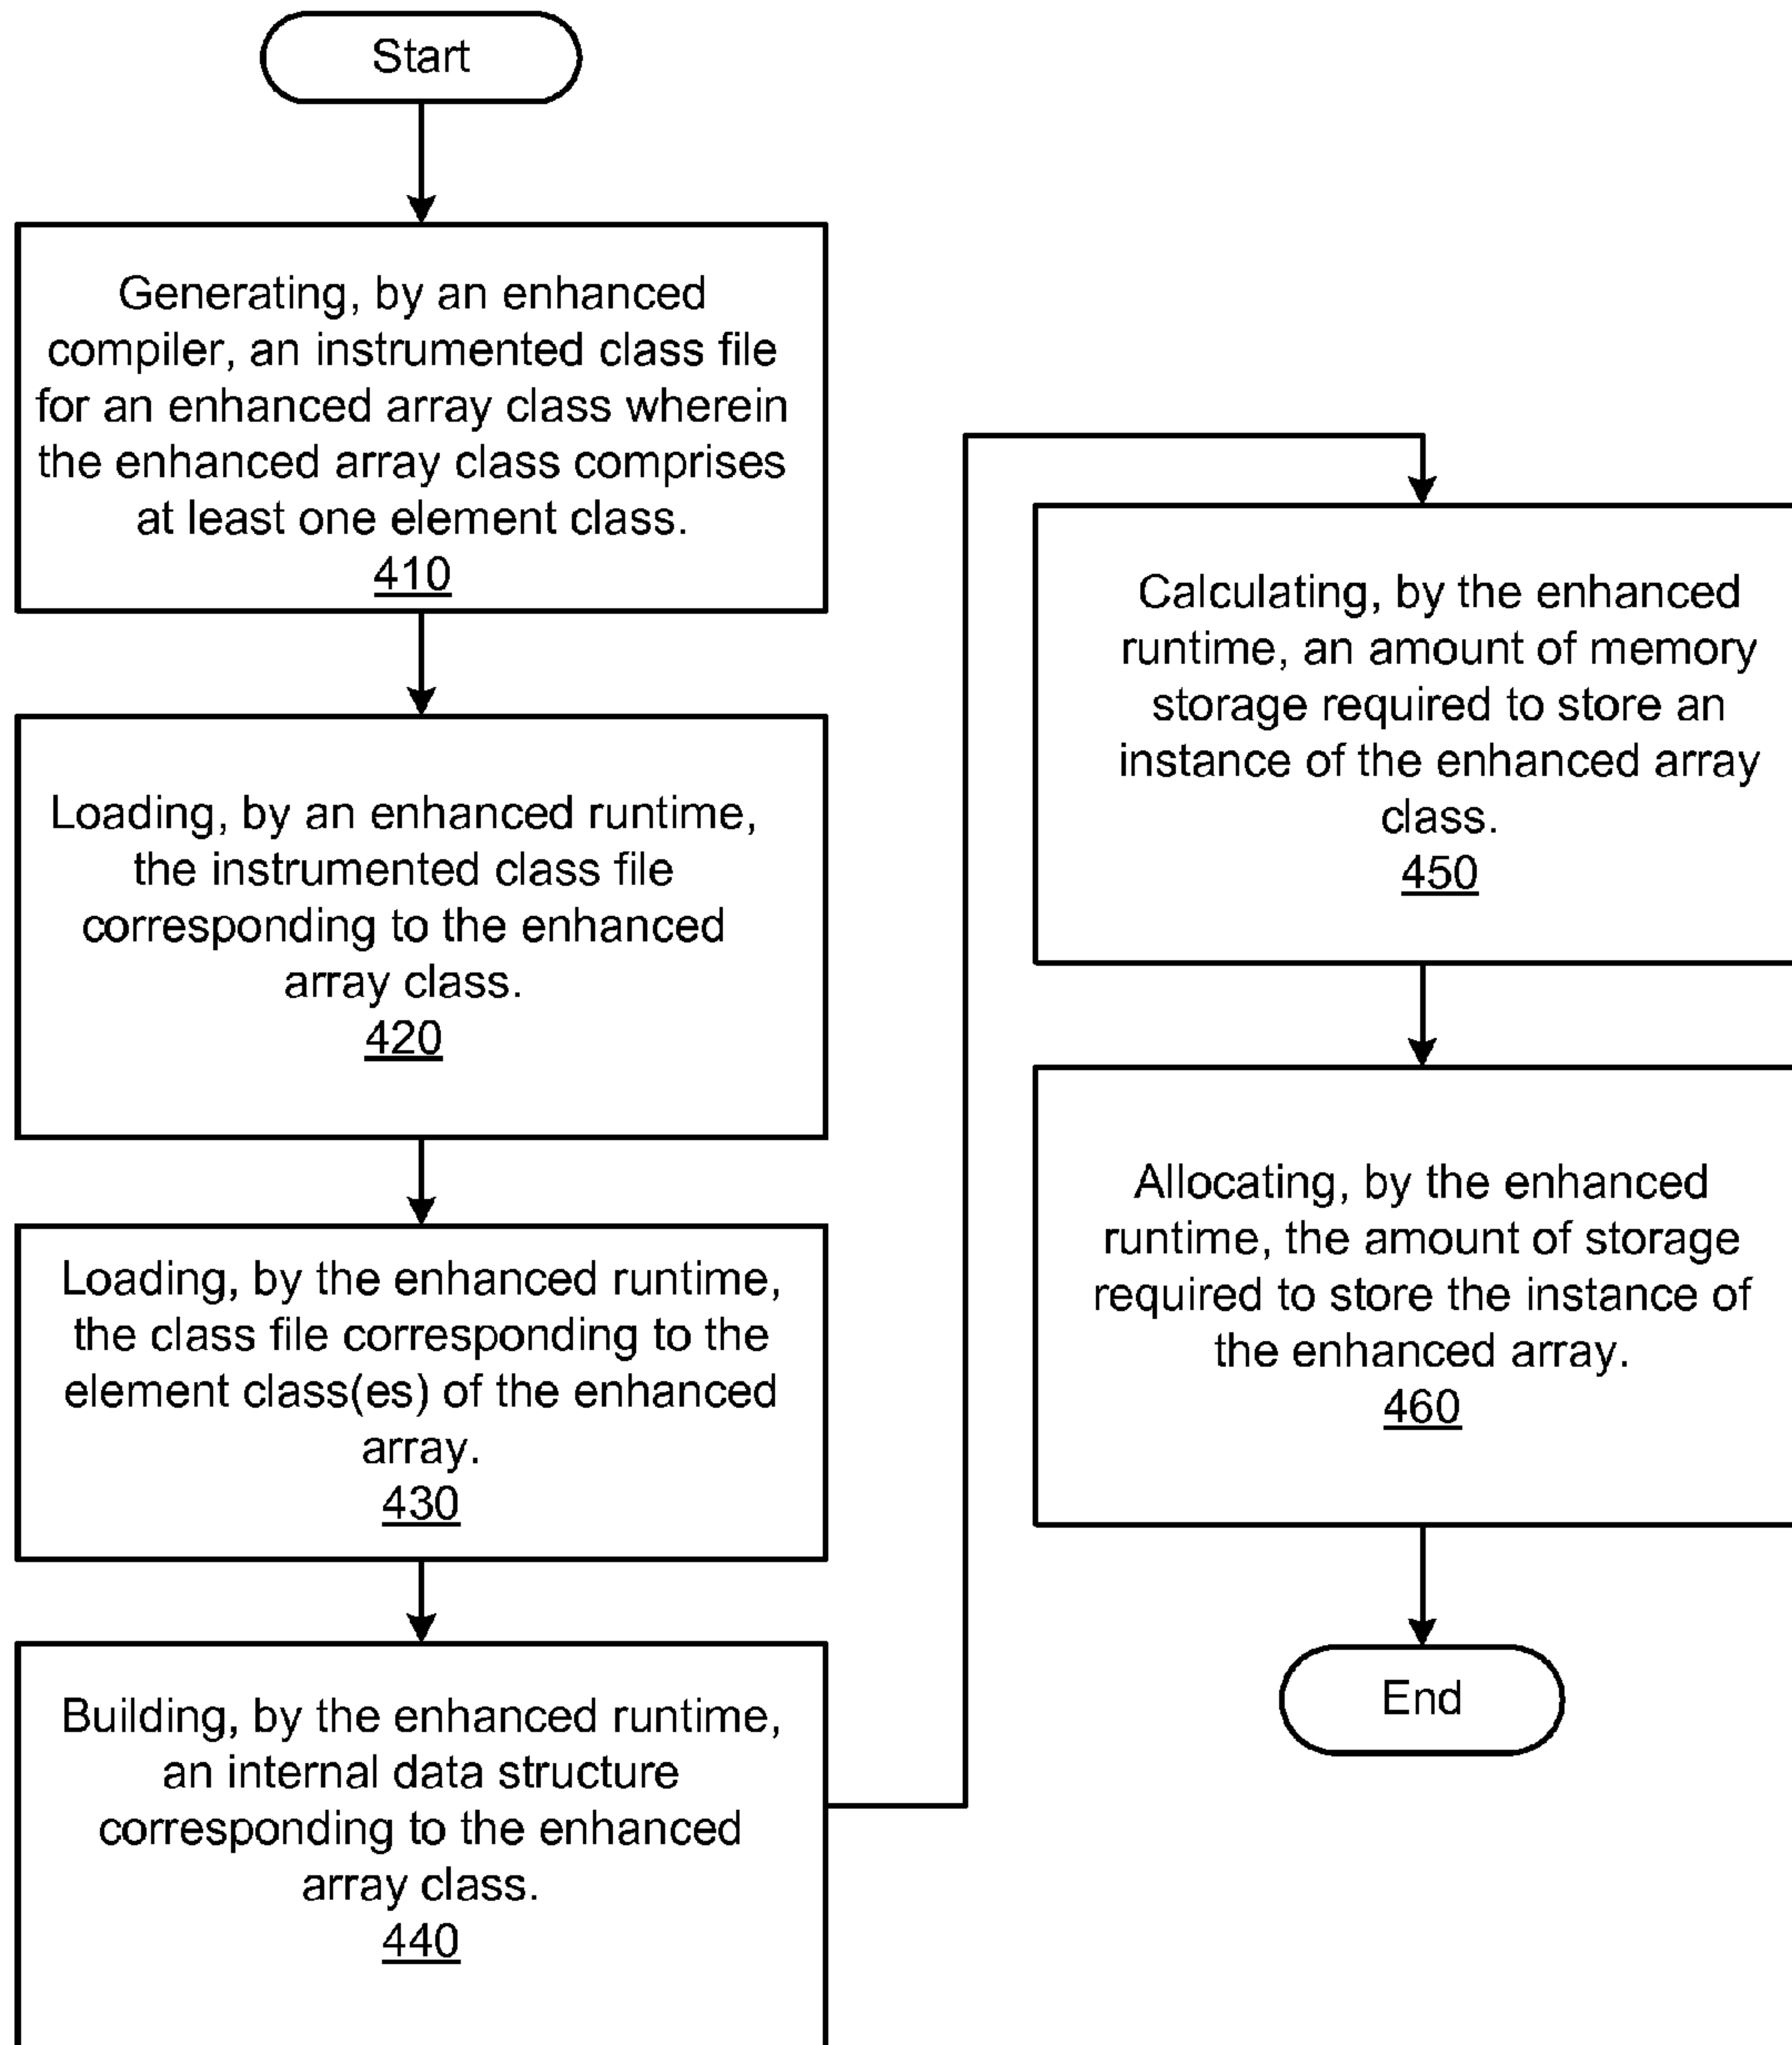 Start
Generating, by an enhanced
compiler, an instrumented class file
for an enhanced array class wherein
the enhanced array class comprises
at least one element class.
410
Loading, by an enhanced runtime,
the instrumented class file
corresponding to the enhanced
array class.
420
Loading, by the enhanced runtime,
the class file corresponding to the
element class(es) of the enhanced
array.
430
Building, by the enhanced runtime,
an internal data structure
corresponding to the enhanced
array class.
440
Calculating, by the enhanced
runtime, an amount of memory
storage required to store an
instance of the enhanced array
class.
450
Allocating, by the enhanced
runtime, the amount of storage
required to store the instance of
the enhanced array.
460
End